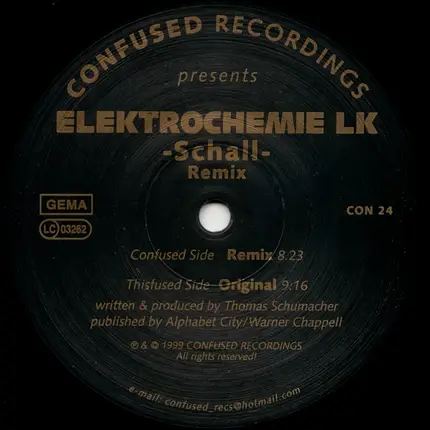 CONFUSED RECORDINGS
presents
ELEKTROCHEMIE LK
-Schall-
Remix
GEMA
LC 03262
CON 24
Confused Side Remix 8.23
Thisfused Side Original 9:16
written & produced by Thomas Schumacher
published by Alphabet City/Warner Chappell
℗ & © 1999 CONFUSED RECORDINGS
All rights reserved!
e-mail: confused_recs@hotmail.com